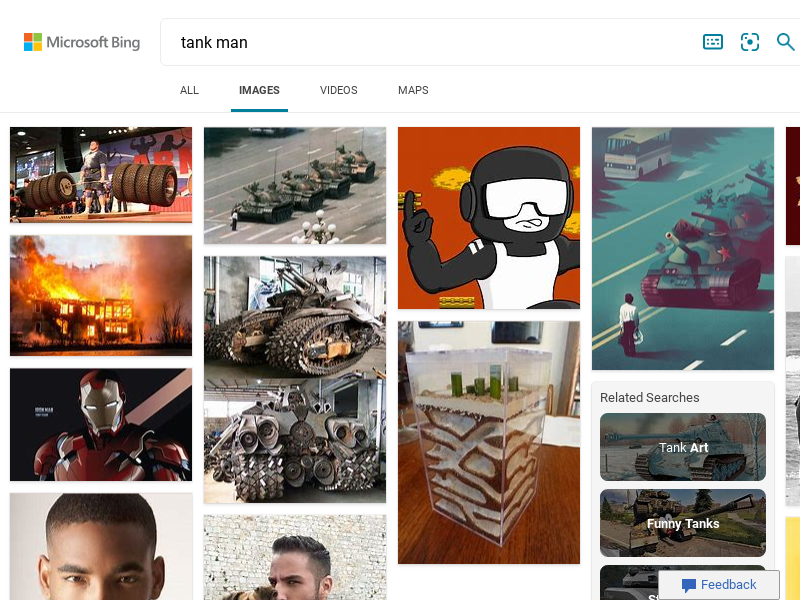 Microsoft Bing
tank man
ALL
IMAGES
VIDEOS
MAPS
IRON MAN
Related Searches
Tank Art
Funny Tanks
Feedback